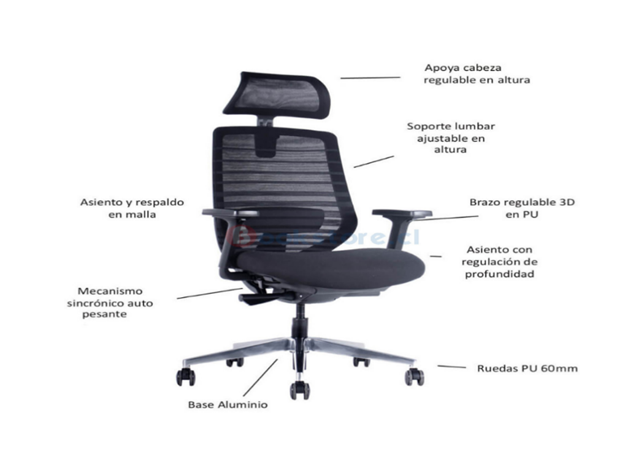 Apoya cabeza
regulable en altura
Soporte lumbar
ajustable en
altura
Asiento y respaldo
en malla
Brazo regulable 3D
en PU
Asiento con
regulación de
profundidad
Mecanismo
sincrónico auto
pesante
Ruedas PU 60mm
Base Aluminio